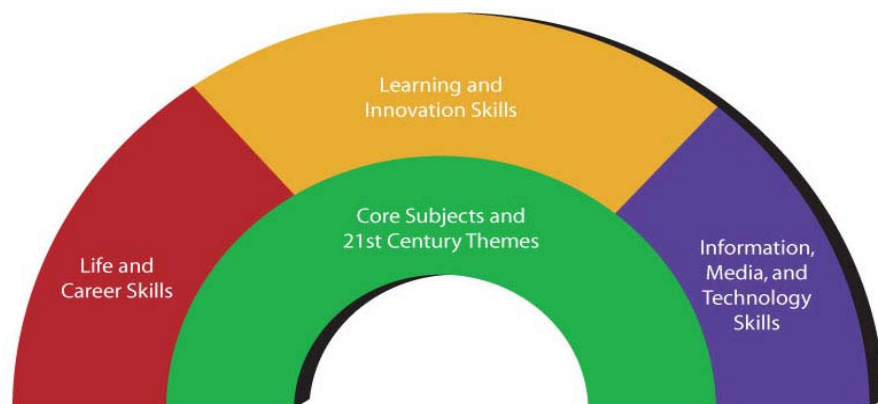 Learning and
Innovation Skills
Core Subjects and
21st Century Themes
Life and
Career Skills
Information,
Media, and
Technology
Skills